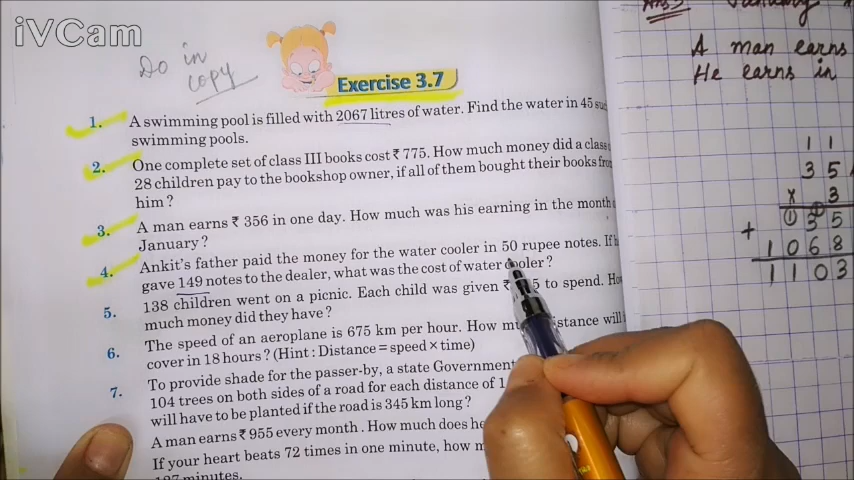 iVCam
Do in
copy
Exercise 3.7
1. A swimming pool is filled with 2067 litres of water. Find the water in 45
swimming pools.
2. One complete set of class III books cost ₹ 775. How much money did a class
28 children pay to the bookshop owner, if all of them bought their books
him?
3. A man earns ₹ 356 in one day. How much was his earning in the month
January?
4. Ankit's father paid the money for the water cooler in 50 rupee notes. If
gave 149 notes to the dealer, what was the cost of water cooler?
5. 138 children went on a picnic. Each child was given ₹ to spend.
much money did they have?
6. The speed of an aeroplane is 675 km per hour. How distance will
cover in 18 hours ? (Hint : Distance = speed × time)
7. To provide shade for the passer-by, a state Government
104 trees on both sides of a road for each distance of 1
will have to be planted if the road is 345 km long?
A man earns ₹ 955 every month . How much does he
If your heart beats 72 times in one minute, how
minutes.
January
A man earns
He earns in
1 1
3 5
x 3
1 3 5
+ 1 0 6 8
1 1 0 3